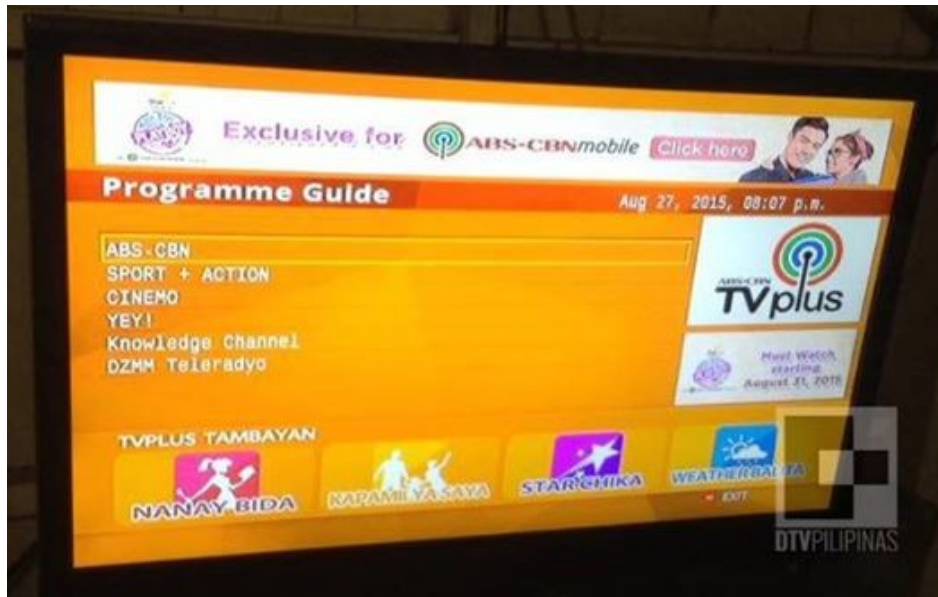 Exclusive for ABS-CBNmobile Click here
Programme Guide
Aug 27, 2015, 08:07 p.m.
ABS-CBN
SPORT + ACTION
CINEMO
YEY!
Knowledge Channel
DZMM Teleradyo
ABS-CBN
TVplus
Must Watch
starting
August 31, 2015
TVPLUS TAMBAYAN
NANAY BIDA
KAPAMILYA SAYA
STAR CHIKA
WEATHER BALITA
EXIT
DTVPILIPINAS